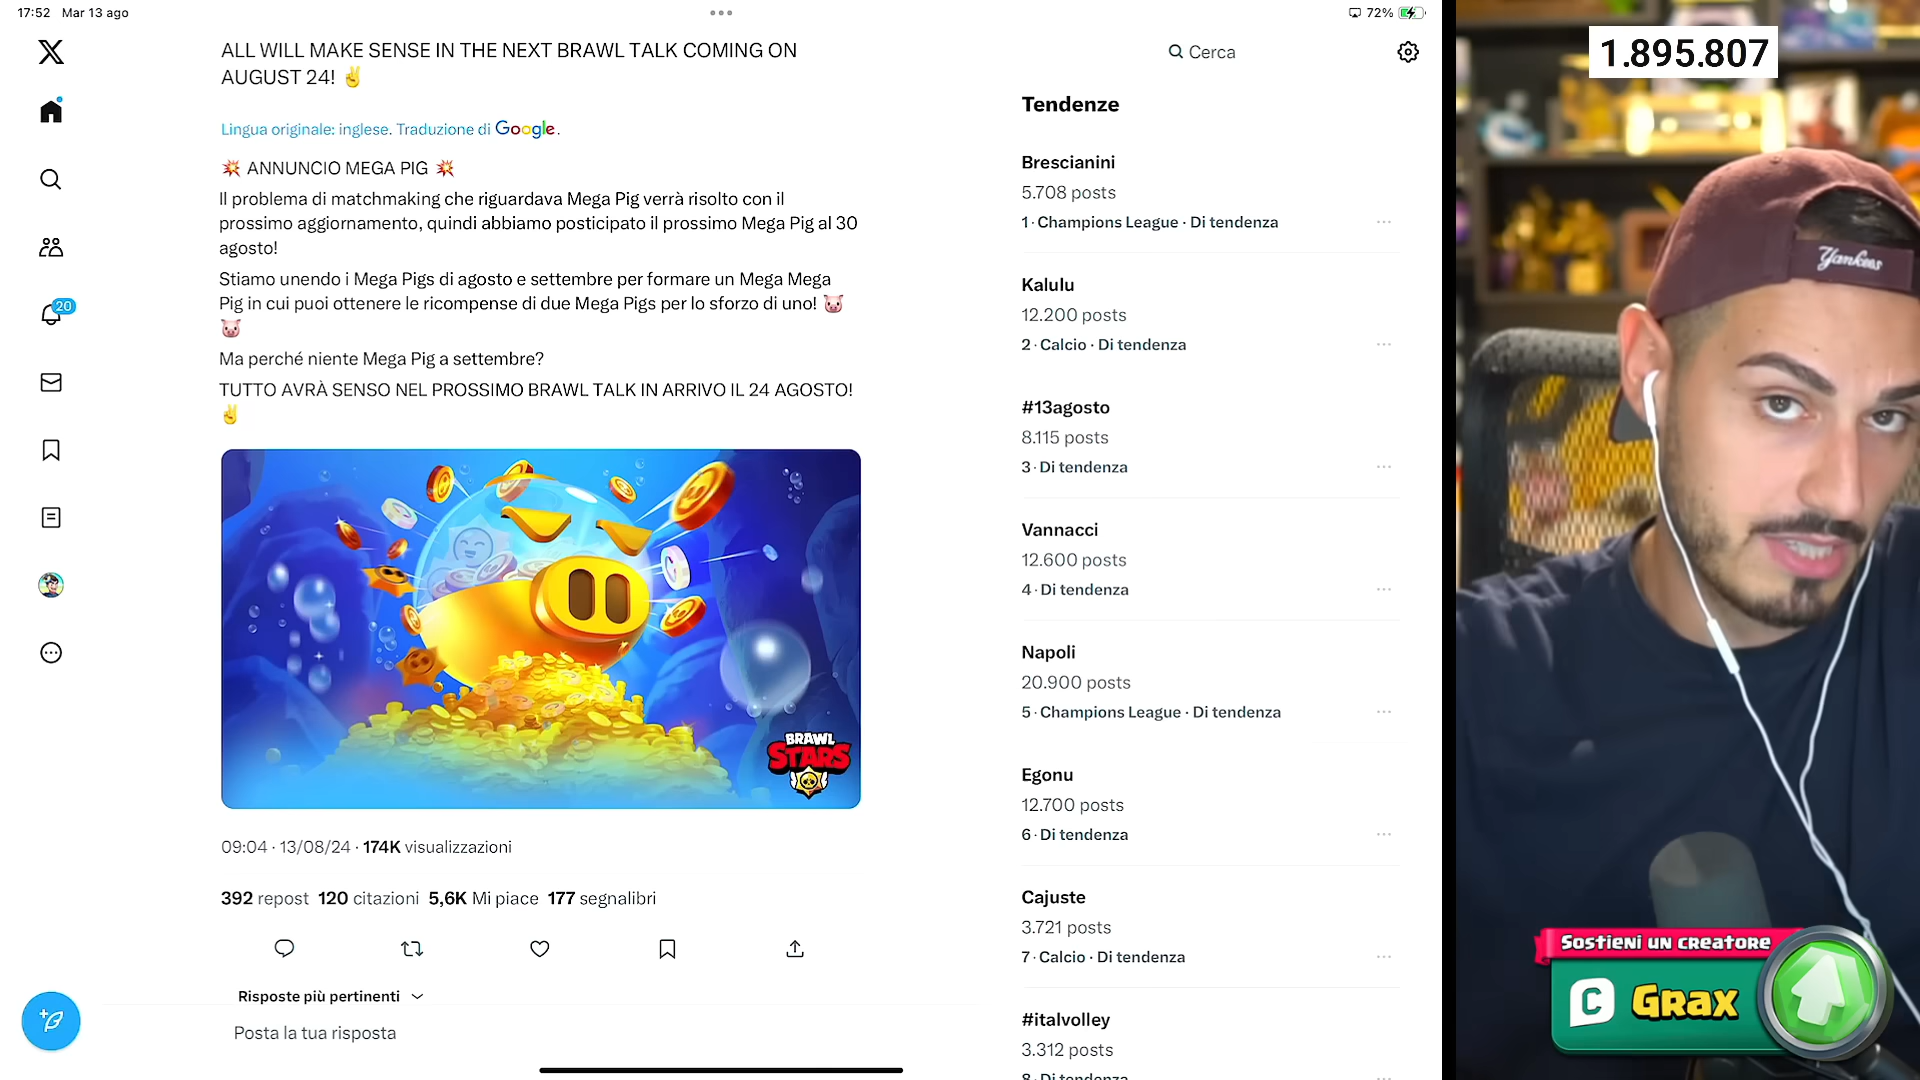 17:52 Mar 13 ago
72%
ALL WILL MAKE SENSE IN THE NEXT BRAWL TALK COMING ON
AUGUST 24! ✌️
Lingua originale: inglese. Traduzione di Google.
💥 ANNUNCIO MEGA PIG 💥
Il problema di matchmaking che riguardava Mega Pig verrà risolto con il
prossimo aggiornamento, quindi abbiamo posticipato il prossimo Mega Pig al 30
agosto!
Stiamo unendo i Mega Pigs di agosto e settembre per formare un Mega Mega
Pig in cui puoi ottenere le ricompense di due Mega Pigs per lo sforzo di uno! 🐷
🐷
Ma perché niente Mega Pig a settembre?
TUTTO AVRÀ SENSO NEL PROSSIMO BRAWL TALK IN ARRIVO IL 24 AGOSTO!
✌️
BRAWL
STARS
09:04 · 13/08/24 · 174K visualizzazioni
392 repost 120 citazioni 5,6K Mi piace 177 segnalibri
Risposte più pertinenti
Posta la tua risposta
20
Cerca
Tendenze
Brescianini
5.708 posts
1 · Champions League · Di tendenza
Kalulu
12.200 posts
2 · Calcio · Di tendenza
#13agosto
8.115 posts
3 · Di tendenza
Vannacci
12.600 posts
4 · Di tendenza
Napoli
20.900 posts
5 · Champions League · Di tendenza
Egonu
12.700 posts
6 · Di tendenza
Cajuste
3.721 posts
7 · Calcio · Di tendenza
#italvolley
3.312 posts
8 · Di tendenza
1.895.807
Yankees
Sostieni un creatore
C Grax